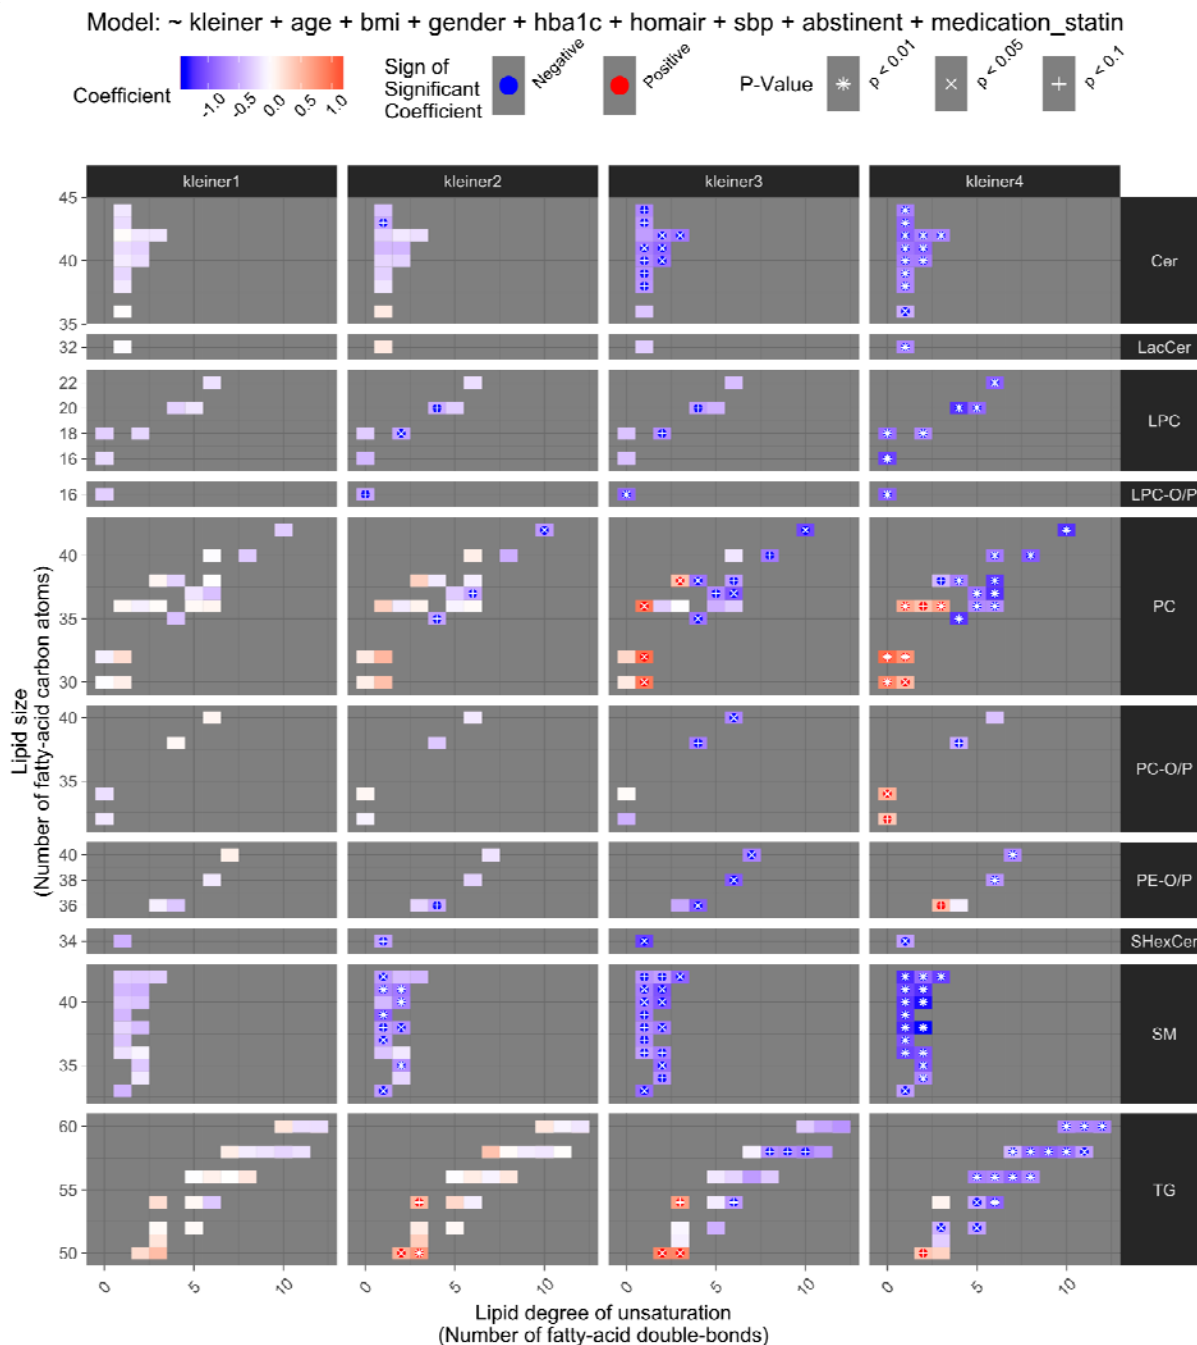 Model: ~ kleiner + age + bmi + gender + hba1c + homair + sbp + abstinent + medication_statin
Coefficient
-1.0
-0.5
0.0
0.5
1.0
Sign of
Significant
Coefficient
Negative
Positive
P-Value
p < 0.01
p < 0.05
p < 0.1
kleiner1
kleiner2
kleiner3
kleiner4
45
40
35
Cer
32
LacCer
22
20
18
16
LPC
16
LPC-O/P
40
35
30
PC
40
35
PC-O/P
40
38
36
PE-O/P
34
SHexCer
40
35
SM
60
55
50
TG
Lipid size
(Number of fatty-acid carbon atoms)
0 5 10 0 5 10 0 5 10 0 5 10
Lipid degree of unsaturation
(Number of fatty-acid double-bonds)